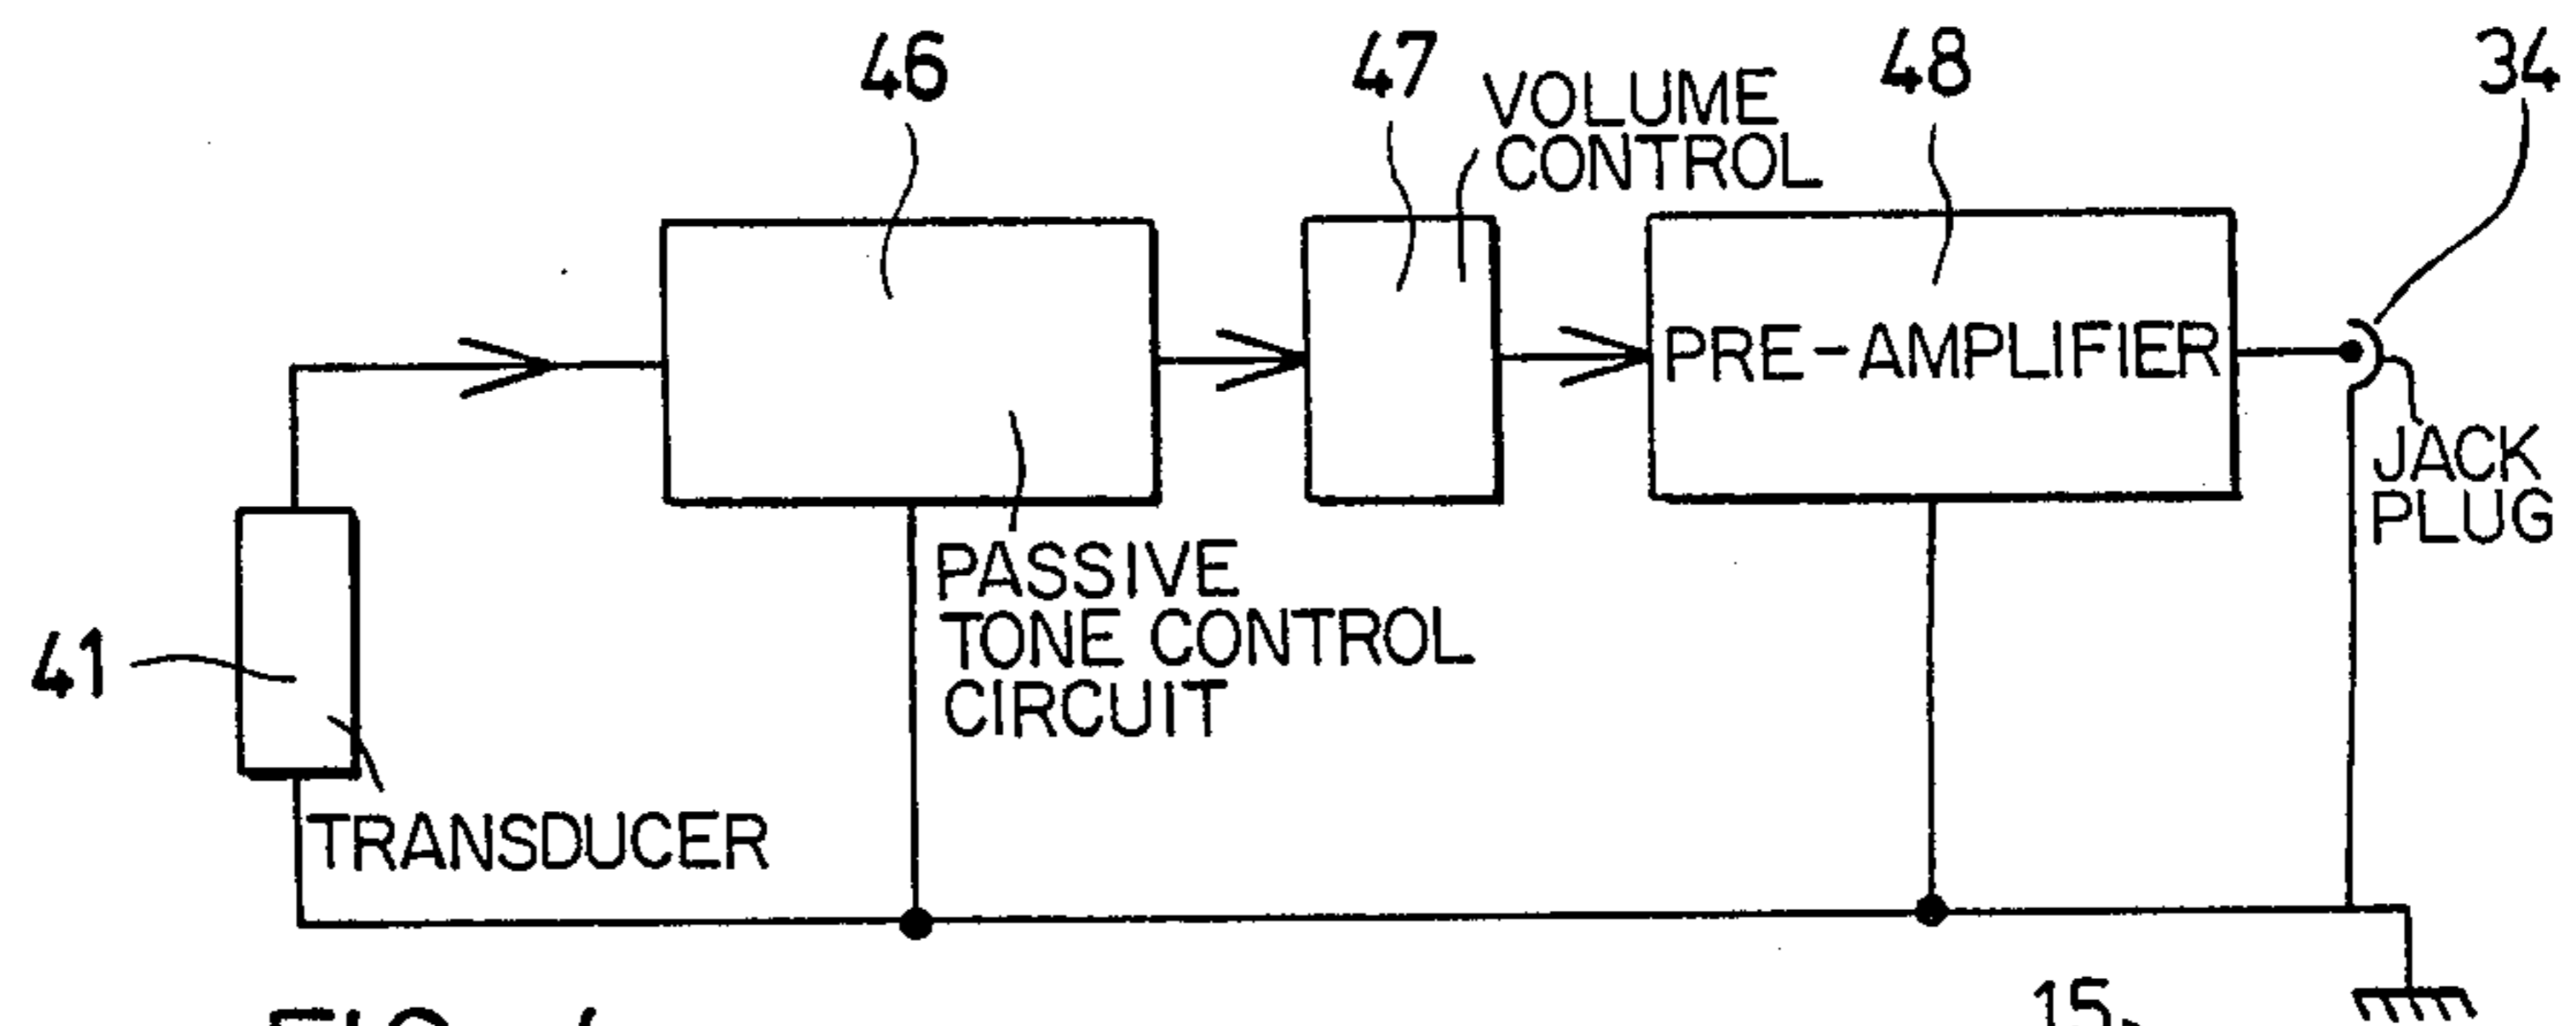 46
47
48
34
VOLUME
CONTROL
PRE-AMPLIFIER
JACK
PLUG
PASSIVE
TONE CONTROL
CIRCUIT
41
TRANSDUCER
15